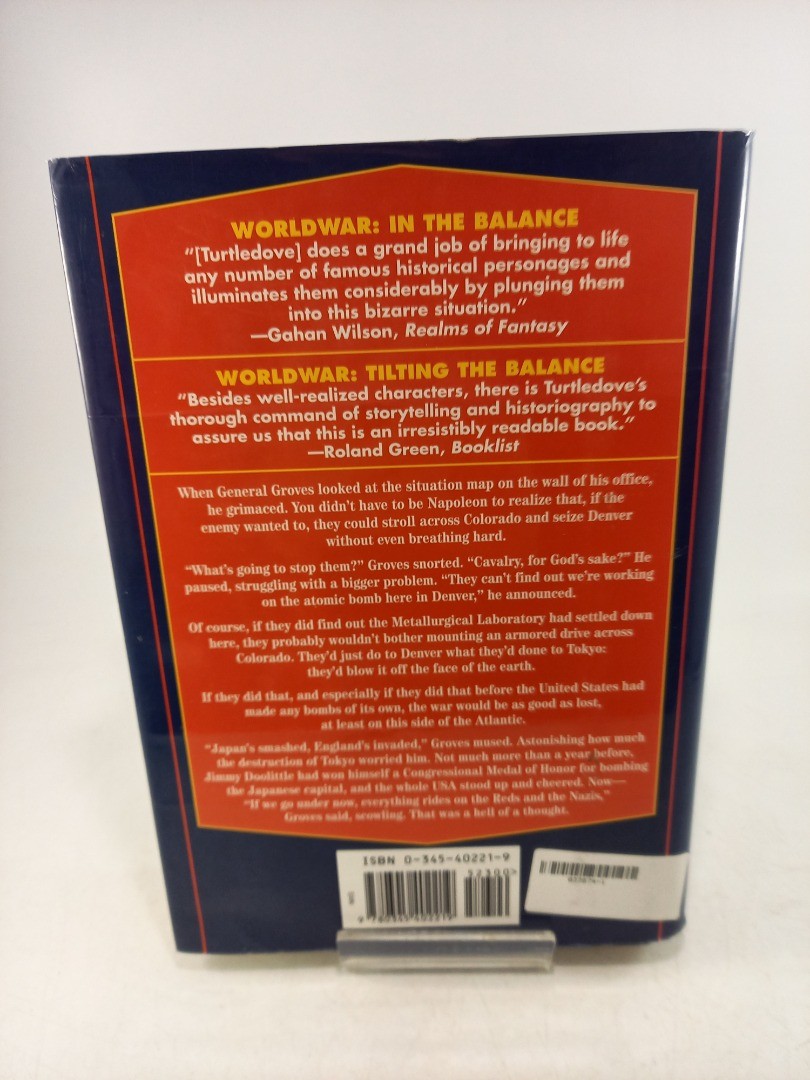 WORLDWAR: IN THE BALANCE
"[Turtledove] does a grand job of bringing to life
any number of famous historical personages and
illuminates them considerably by plunging them
into this bizarre situation."
—Gahan Wilson, Realms of Fantasy
WORLDWAR: TILTING THE BALANCE
"Besides well-realized characters, there is Turtledove's
thorough command of storytelling and historiography to
assure us that this is an irresistibly readable book."
—Roland Green, Booklist
When General Groves looked at the situation map on the wall of his office,
he grimaced. You didn't have to be Napoleon to realize that, if the
enemy wanted to, they could stroll across Colorado and seize Denver
without even breathing hard.
"What's going to stop them?" Groves snorted. "Cavalry, for God's sake?" He
paused, struggling with a bigger problem. "They can't find out we're working
on the atomic bomb here in Denver," he announced.
Of course, if they did find out the Metallurgical Laboratory had settled down
here, they probably wouldn't bother mounting an armored drive across
Colorado. They'd just do to Denver what they'd done to Tokyo:
they'd blow it off the face of the earth.
If they did that, and especially if they did that before the United States had
made any bombs of its own, the war would be as good as lost,
at least on this side of the Atlantic.
"Japan's smashed, England's invaded," Groves mused. Astonishing how much
the destruction of Tokyo worried him. Not much more than a year before,
Jimmy Doolittle had won himself a Congressional Medal of Honor for bombing
the Japanese capital, and the whole USA stood up and cheered. Now—
"If we go under now, everything rides on the Reds and the Nazis,"
Groves said, scowling. That was a hell of a thought.
ISBN 0-345-40221-9
52300>
9 780345 402219